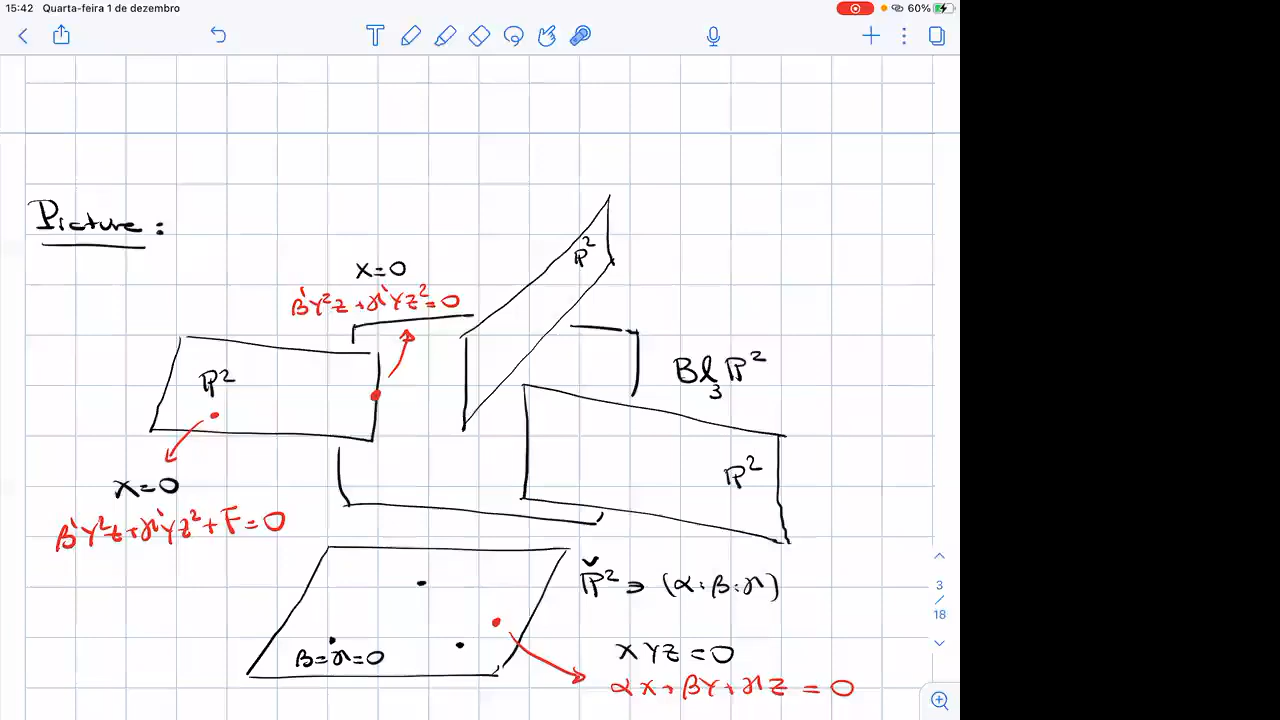 15:42 Quarta-feira 1 de dezembro 60%
Picture:
ℙ²
x=0
β'Y²Z + γ'YZ² = 0
ℙ²
Bl₃ℙ²
ℙ²
x=0
β'Y²Z + γ'YZ² + F = 0
ℙ̌² ∋ (α:β:γ)
3
/
18
β=γ=0
XYZ=0
αX+βY+γZ = 0